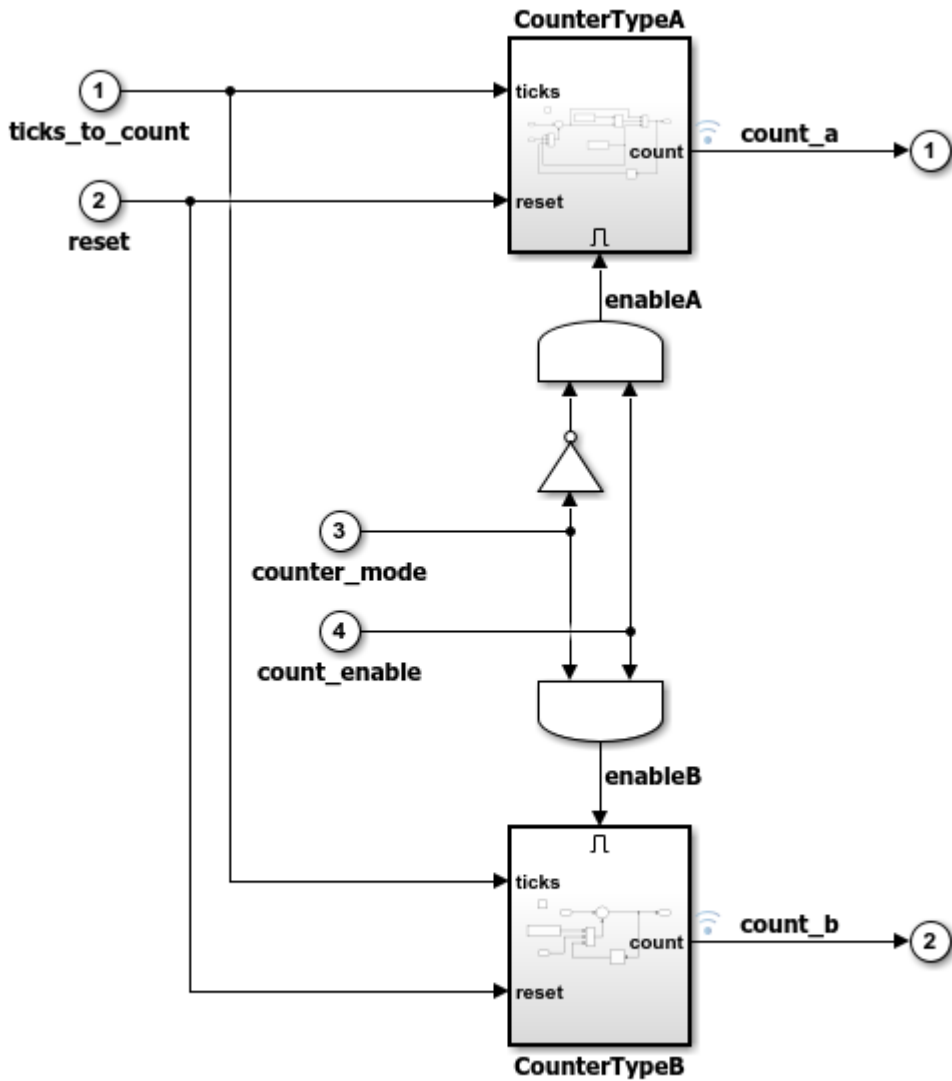 CounterTypeA
1
ticks
ticks_to_count
count_a
count
1
2
reset
reset
enableA
3
counter_mode
4
count_enable
enableB
ticks
count_b
count
2
reset
CounterTypeB